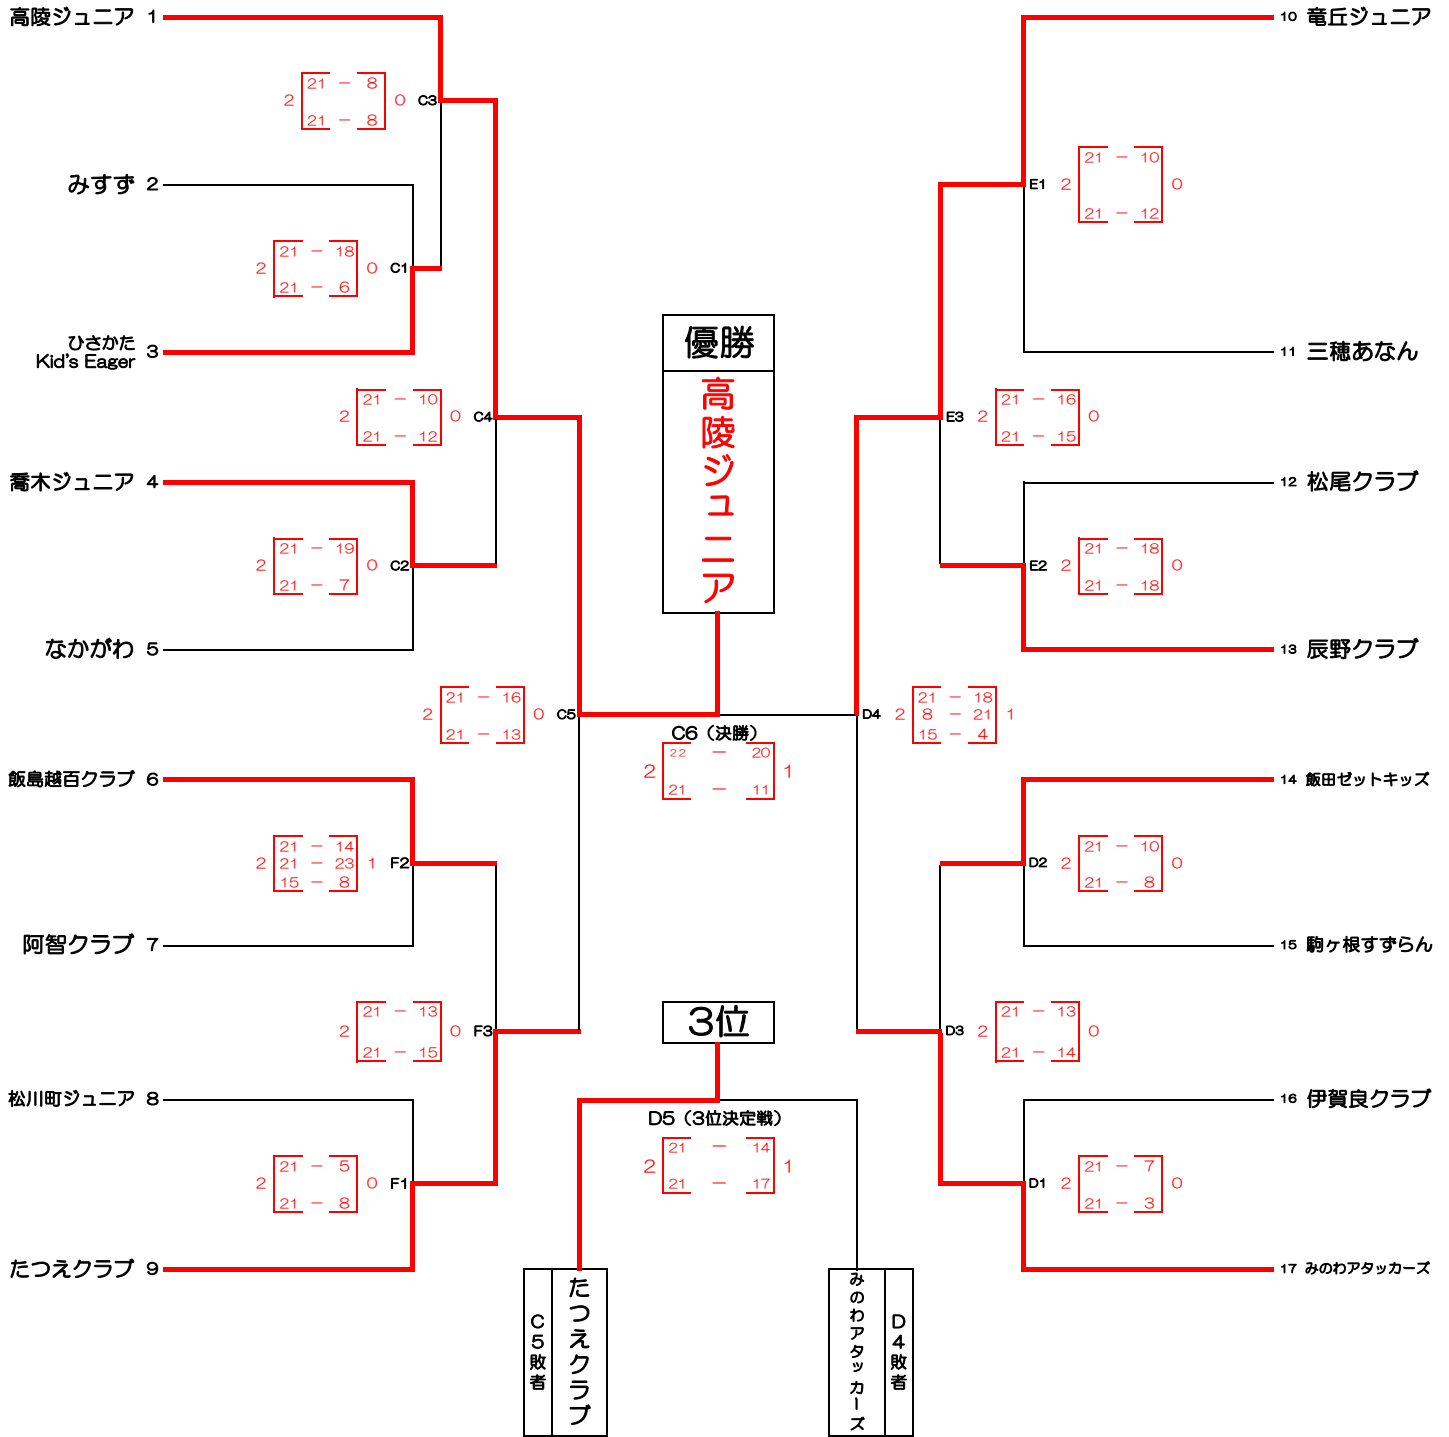 高陵ジュニア 1
21 - 8
2 0 C3
21 - 8
みすず 2
21 - 18
2 0 C1
21 - 6
ひさかた
Kid's Eager 3
21 - 10
2 0 C4
21 - 12
喬木ジュニア 4
21 - 19
2 0 C2
21 - 7
なかがわ 5
21 - 16
2 0 C5
21 - 13
飯島越百クラブ 6
21 - 14
2 21 - 23 1 F2
15 - 8
阿智クラブ 7
21 - 13
2 0 F3
21 - 15
松川町ジュニア 8
21 - 5
2 0 F1
21 - 8
たつえクラブ 9
優勝
高陵ジュニア
C6（決勝）
22 - 20
2 1
21 - 11
3位
D5（3位決定戦）
21 - 14
2 1
21 - 17
C5敗者
たつえクラブ
みのわアタッカーズ
D4敗者
10 竜丘ジュニア
21 - 10
E1 2 0
21 - 12
11 三穂あなん
21 - 16
E3 2 0
21 - 15
12 松尾クラブ
21 - 18
E2 2 0
21 - 18
13 辰野クラブ
21 - 18
D4 2 8 - 21 1
15 - 4
14 飯田ゼットキッズ
21 - 10
D2 2 0
21 - 8
15 駒ヶ根すずらん
21 - 13
D3 2 0
21 - 14
16 伊賀良クラブ
21 - 7
D1 2 0
21 - 3
17 みのわアタッカーズ